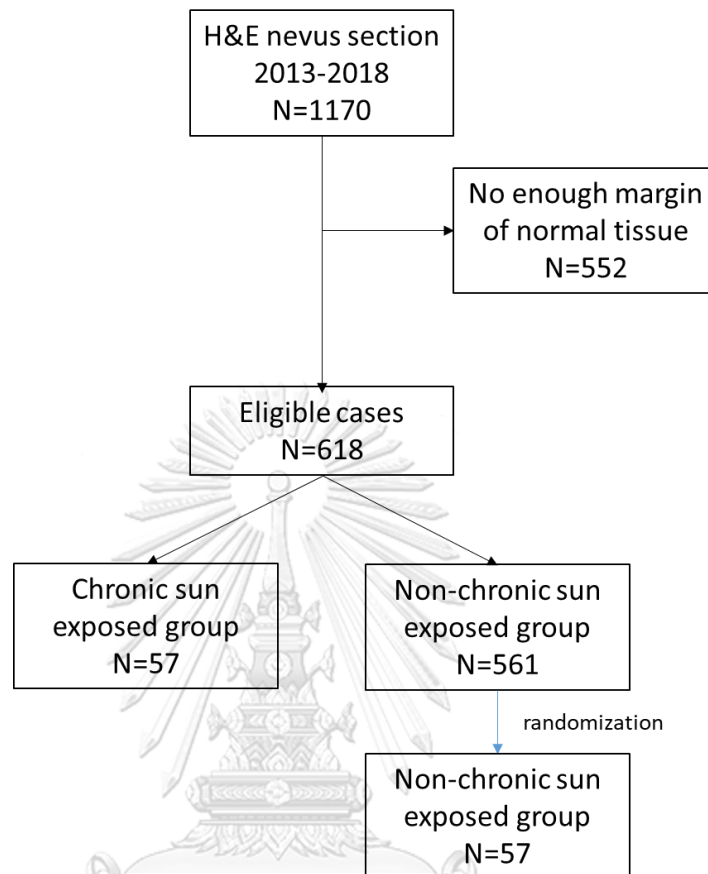 H&E nevus section
2013-2018
N=1170
No enough margin
of normal tissue
N=552
Eligible cases
N=618
Chronic sun
exposed group
N=57
Non-chronic sun
exposed group
N=561
randomization
Non-chronic sun
exposed group
N=57